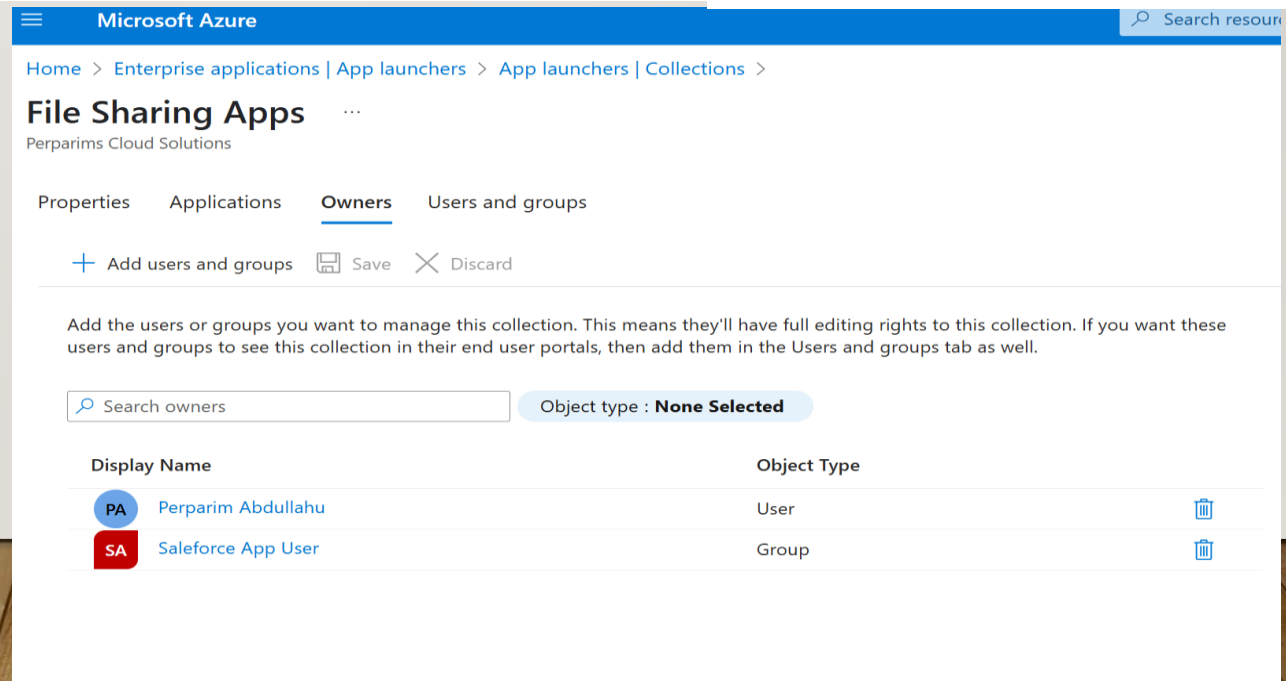 Microsoft Azure
Search resour
Home > Enterprise applications | App launchers > App launchers | Collections >
File Sharing Apps ...
Perparims Cloud Solutions
Properties Applications Owners Users and groups
Add users and groups Save Discard
Add the users or groups you want to manage this collection. This means they'll have full editing rights to this collection. If you want these
users and groups to see this collection in their end user portals, then add them in the Users and groups tab as well.
Search owners Object type : None Selected
Display Name Object Type
PA Perparim Abdullahu User
SA Saleforce App User Group